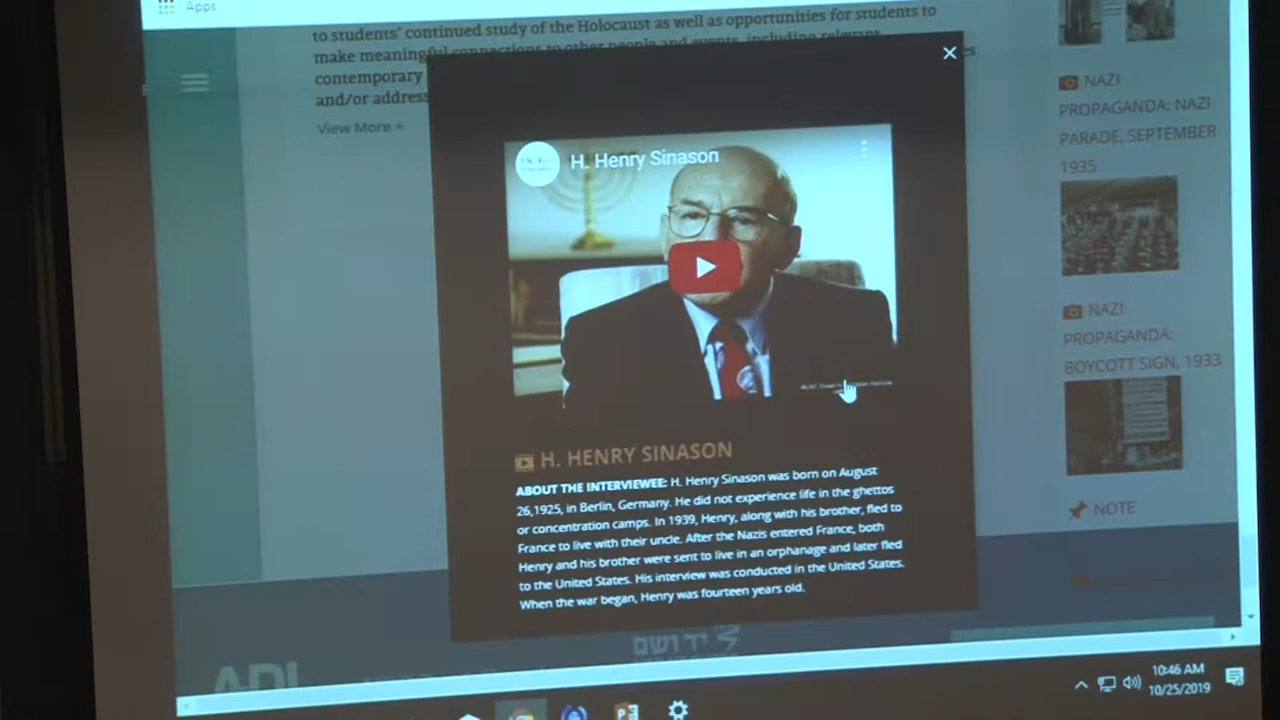 Apps
to students' continued study of the Holocaust as well as opportunities for students to
make meaningful connections to other people and events, including relevant
contemporary
and/or address
View More +
H. Henry Sinason
H. HENRY SINASON
ABOUT THE INTERVIEWEE: H. Henry Sinason was born on August
26,1925, in Berlin, Germany. He did not experience life in the ghettos
or concentration camps. In 1939, Henry, along with his brother, fled to
France to live with their uncle. After the Nazis entered France, both
Henry and his brother were sent to live in an orphanage and later fled
to the United States. His interview was conducted in the United States.
When the war began, Henry was fourteen years old.
NAZI
PROPAGANDA: NAZI
PARADE, SEPTEMBER
1935
NAZI
PROPAGANDA:
BOYCOTT SIGN, 1933
NOTE
ADL
יד ושם
10:46 AM
10/25/2019